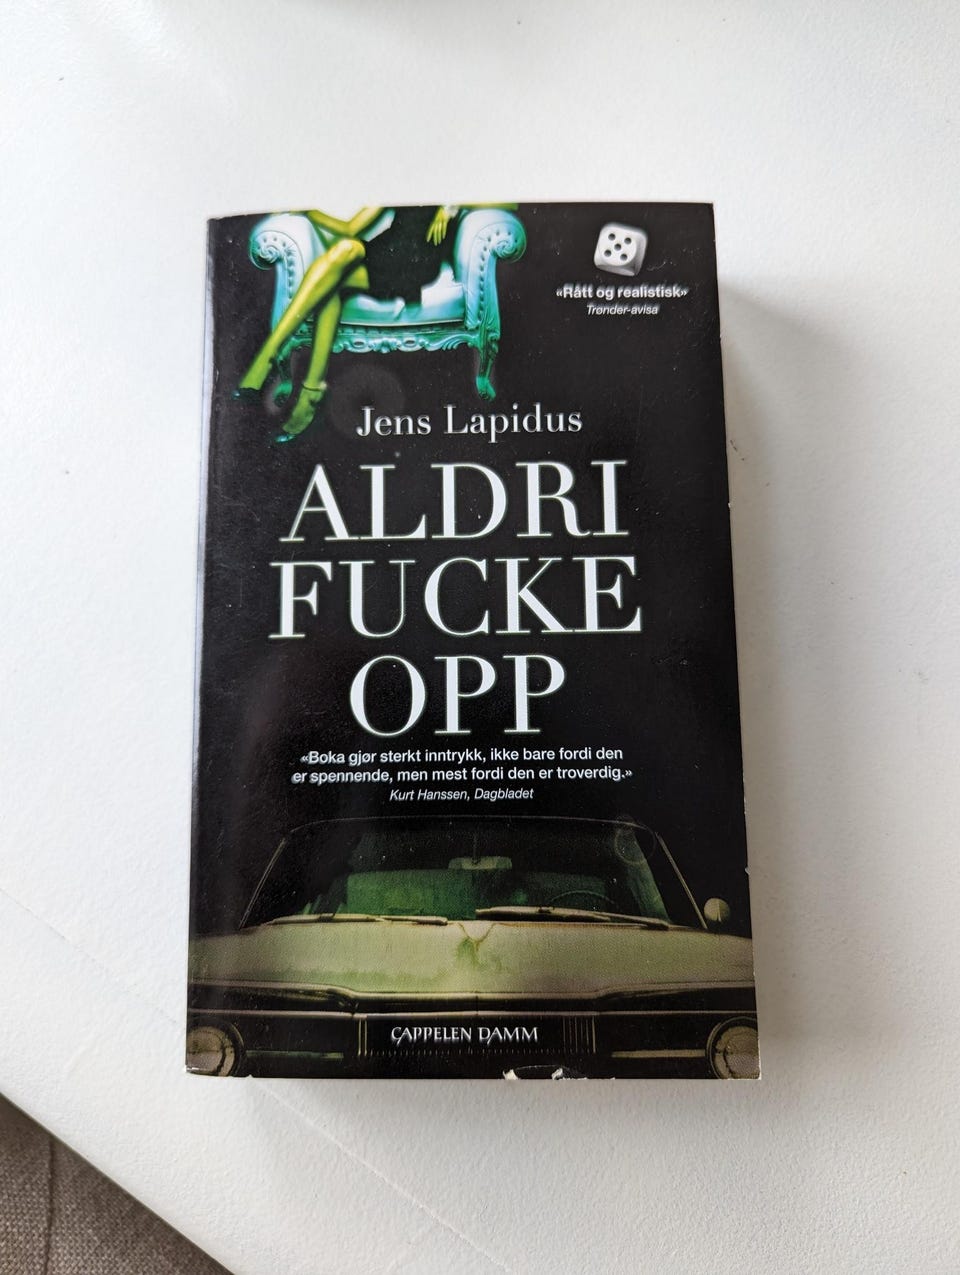 «Rått og realistisk»
Trønder-avisa
Jens Lapidus
ALDRI
FUCKE
OPP
«Boka gjør sterkt inntrykk, ikke bare fordi den
er spennende, men mest fordi den er troverdig.»
Kurt Hanssen, Dagbladet
CAPPELEN DAMM